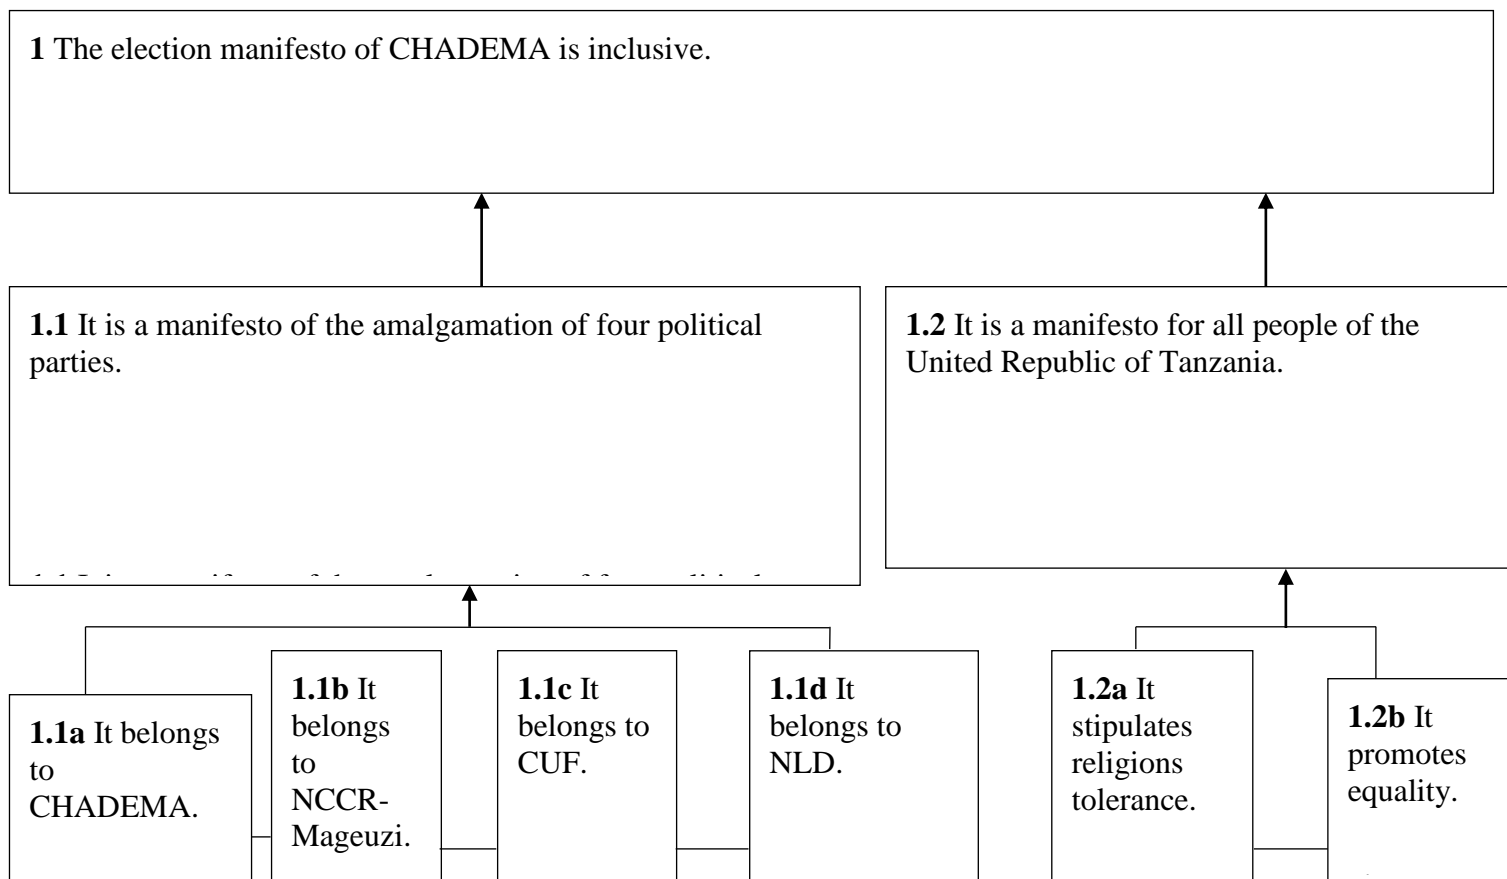 1 The election manifesto of CHADEMA is inclusive.
1.1 It is a manifesto of the amalgamation of four political
parties.
1.2 It is a manifesto for all people of the
United Republic of Tanzania.
1.1a It belongs
to
CHADEMA.
1.1b It
belongs
to
NCCR-
Mageuzi.
1.1c It
belongs to
CUF.
1.1d It
belongs to
NLD.
1.2a It
stipulates
religions
tolerance.
1.2b It
promotes
equality.